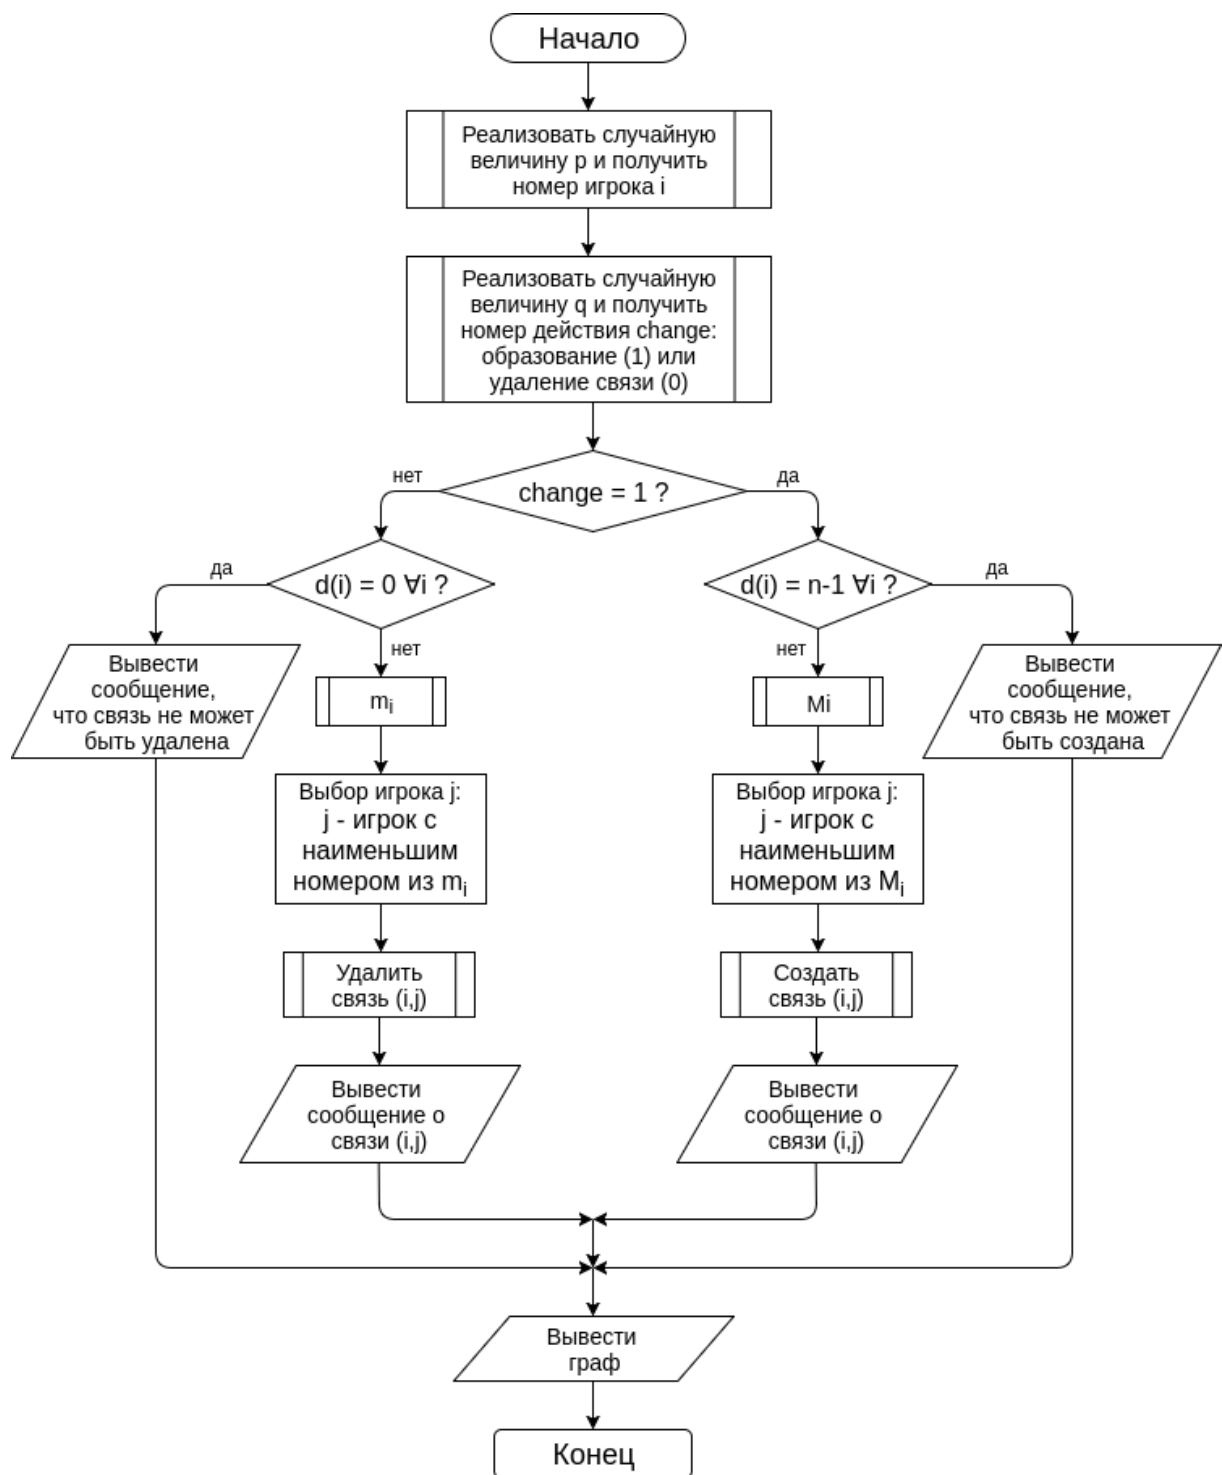 Начало
Реализовать случайную
величину p и получить
номер игрока i
Реализовать случайную
величину q и получить
номер действия change:
образование (1) или
удаление связи (0)
нет
change = 1 ?
да
да
d(i) = 0 ∀i ?
нет
d(i) = n-1 ∀i ?
да
нет
Вывести
сообщение,
что связь не может
быть удалена
mᵢ
Mi
Вывести
сообщение,
что связь не может
быть создана
Выбор игрока j:
j - игрок с
наименьшим
номером из mᵢ
Выбор игрока j:
j - игрок с
наименьшим
номером из Mᵢ
Удалить
связь (i,j)
Создать
связь (i,j)
Вывести
сообщение о
связи (i,j)
Вывести
сообщение о
связи (i,j)
Вывести
граф
Конец